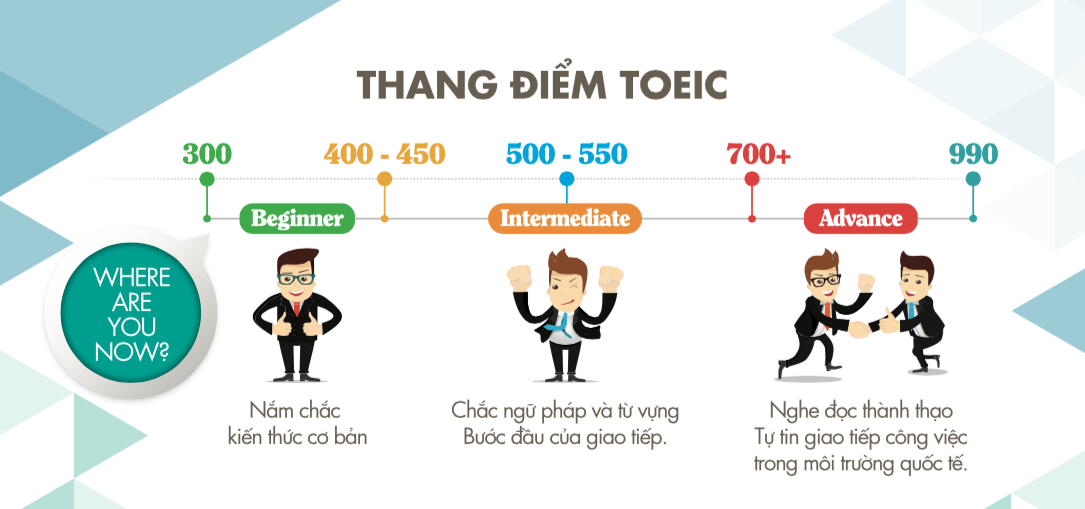 THANG ĐIỂM TOEIC
300
400 - 450
500 - 550
700+
990
Beginner
Intermediate
Advance
WHERE
ARE
YOU
NOW?
Nắm chắc
kiến thức cơ bản
Chắc ngữ pháp và từ vựng
Bước đầu của giao tiếp.
Nghe đọc thành thạo
Tự tin giao tiếp công việc
trong môi trường quốc tế.